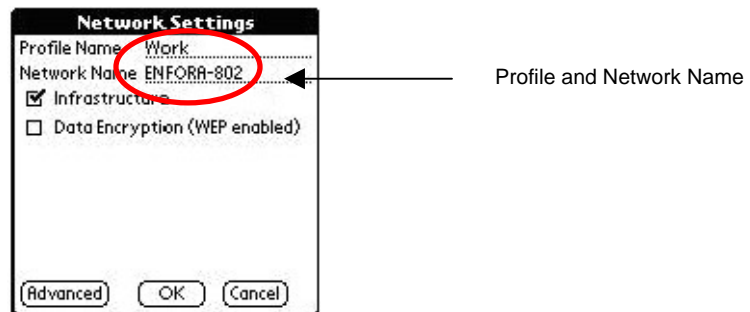 Network Settings
Profile Name Work
Network Name ENFORA-802
Profile and Network Name
Infrastructure
Data Encryption (WEP enabled)
Advanced OK Cancel